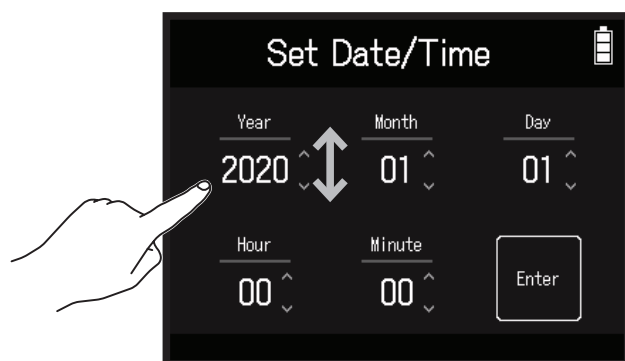 Set Date/Time
Year Month Day
2020 01 01
Hour Minute
00 00 Enter